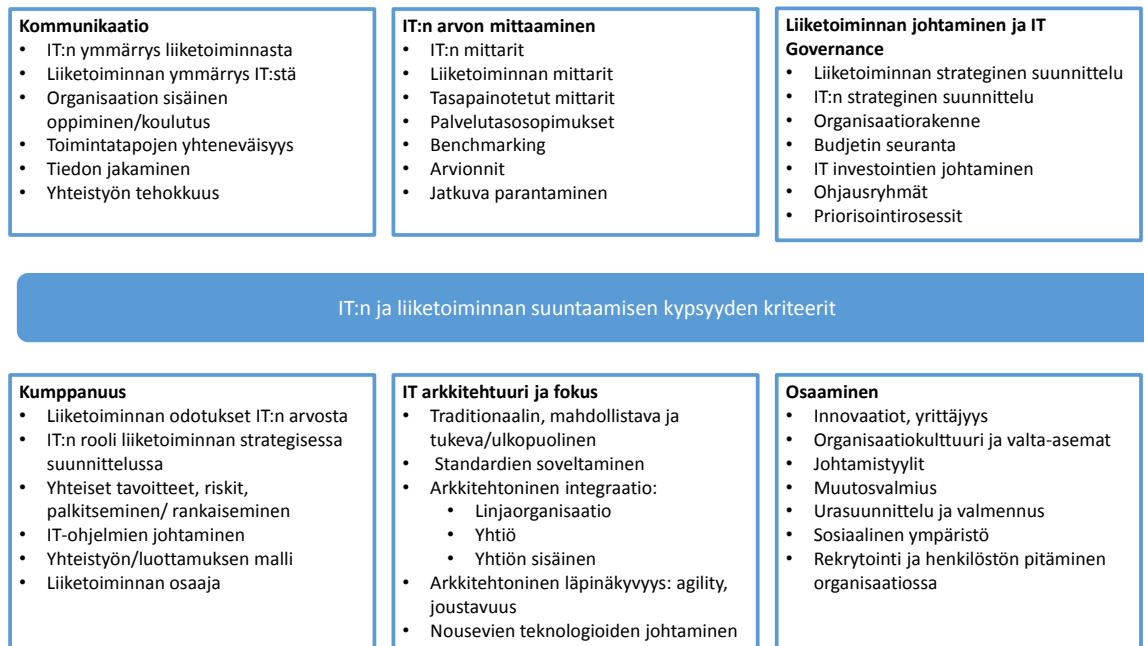 Kommunikaatio
• IT:n ymmärrys liiketoiminnasta
• Liiketoiminnan ymmärrys IT:stä
• Organisaation sisäinen
oppiminen/koulutus
• Toimintatapojen yhteneväisyys
• Tiedon jakaminen
• Yhteistyön tehokkuus
IT:n arvon mittaaminen
• IT:n mittarit
• Liiketoiminnan mittarit
• Tasapainotetut mittarit
• Palvelutasosopimukset
• Benchmarking
• Arvionnit
• Jatkuva parantaminen
Liiketoiminnan johtaminen ja IT
Governance
• Liiketoiminnan strateginen suunnittelu
• IT:n strateginen suunnittelu
• Organisaatiorakenne
• Budjetin seuranta
• IT investointien johtaminen
• Ohjausryhmät
• Priorisointirosessit
IT:n ja liiketoiminnan suuntaamisen kypsyyden kriteerit
Kumppanuus
• Liiketoiminnan odotukset IT:n arvosta
• IT:n rooli liiketoiminnan strategisessa
suunnittelussa
• Yhteiset tavoitteet, riskit,
palkitseminen/ rankaiseminen
• IT-ohjelmien johtaminen
• Yhteistyön/luottamuksen malli
• Liiketoiminnan osaaja
IT arkkitehtuuri ja fokus
• Traditionaalin, mahdollistava ja
tukeva/ulkopuolinen
• Standardien soveltaminen
• Arkkitehtoninen integraatio:
• Linjaorganisaatio
• Yhtiö
• Yhtiön sisäinen
• Arkkitehtoninen läpinäkyvyys: agility,
joustavuus
• Nousevien teknologioiden johtaminen
Osaaminen
• Innovaatiot, yrittäjyys
• Organisaatiokulttuuri ja valta-asemat
• Johtamistyylit
• Muutosvalmius
• Urasuunnittelu ja valmennus
• Sosiaalinen ympäristö
• Rekrytointi ja henkilöstön pitäminen
organisaatiossa